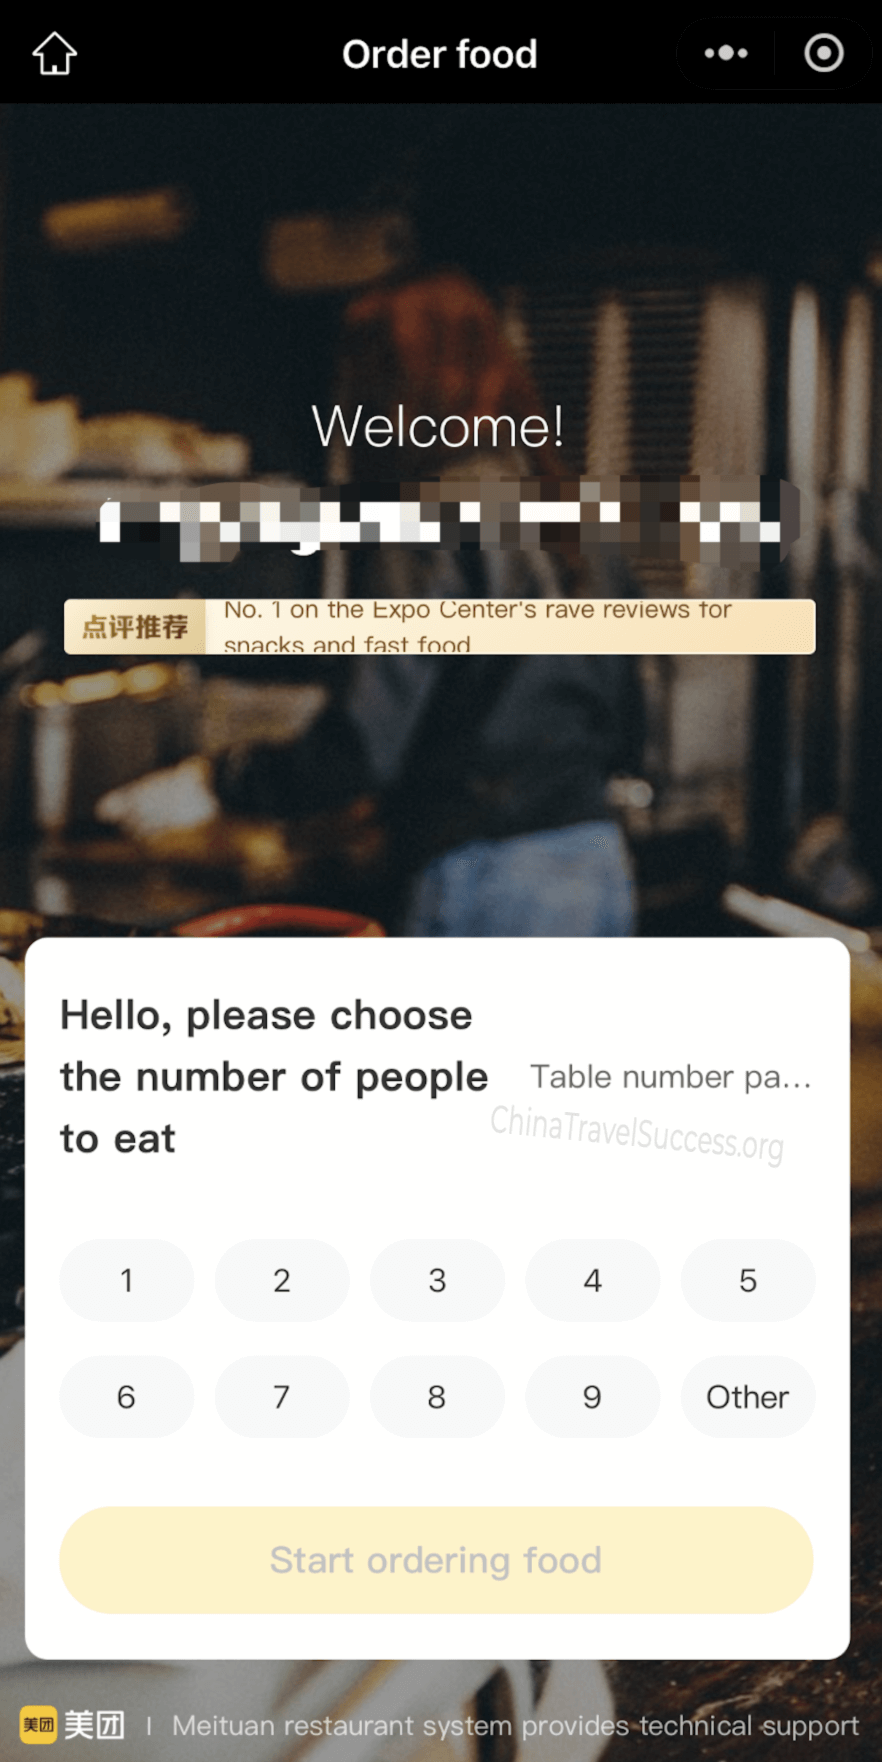 Order food
Welcome!
点评推荐
No. 1 on the Expo Center's rave reviews for
snacks and fast food
Hello, please choose
the number of people
to eat
Table number pa...
ChinaTravelSuccess.org
1 2 3 4 5
6 7 8 9 Other
Start ordering food
美团 美团 | Meituan restaurant system provides technical support